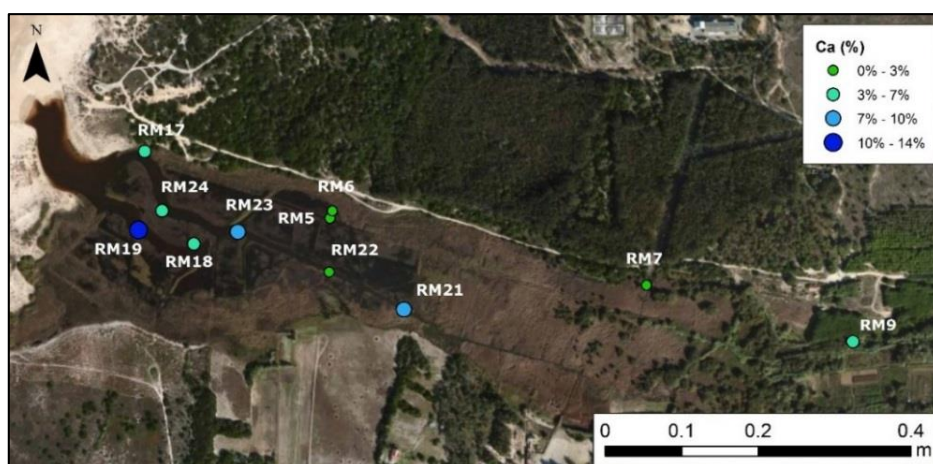 N
Ca (%)
0% - 3%
3% - 7%
7% - 10%
10% - 14%
RM17
RM24
RM23
RM6
RM5
RM19
RM18
RM22
RM21
RM7
RM9
0 0.1 0.2 0.4
m